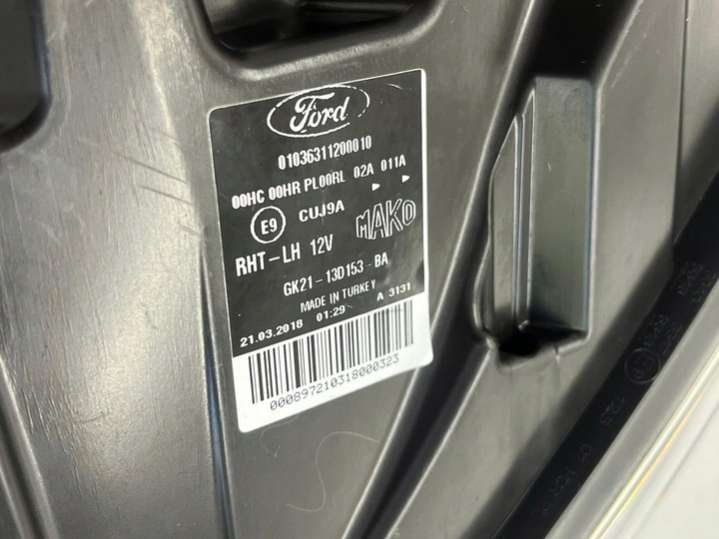 Ford
01036311200010
00HC 00HR PL00RL 02A 011A
E9 CUJ9A MAKO
RHT-LH 12V
GK21-13D153-BA
MADE IN TURKEY A 3131
21.03.2018 01:29
000897210318000323